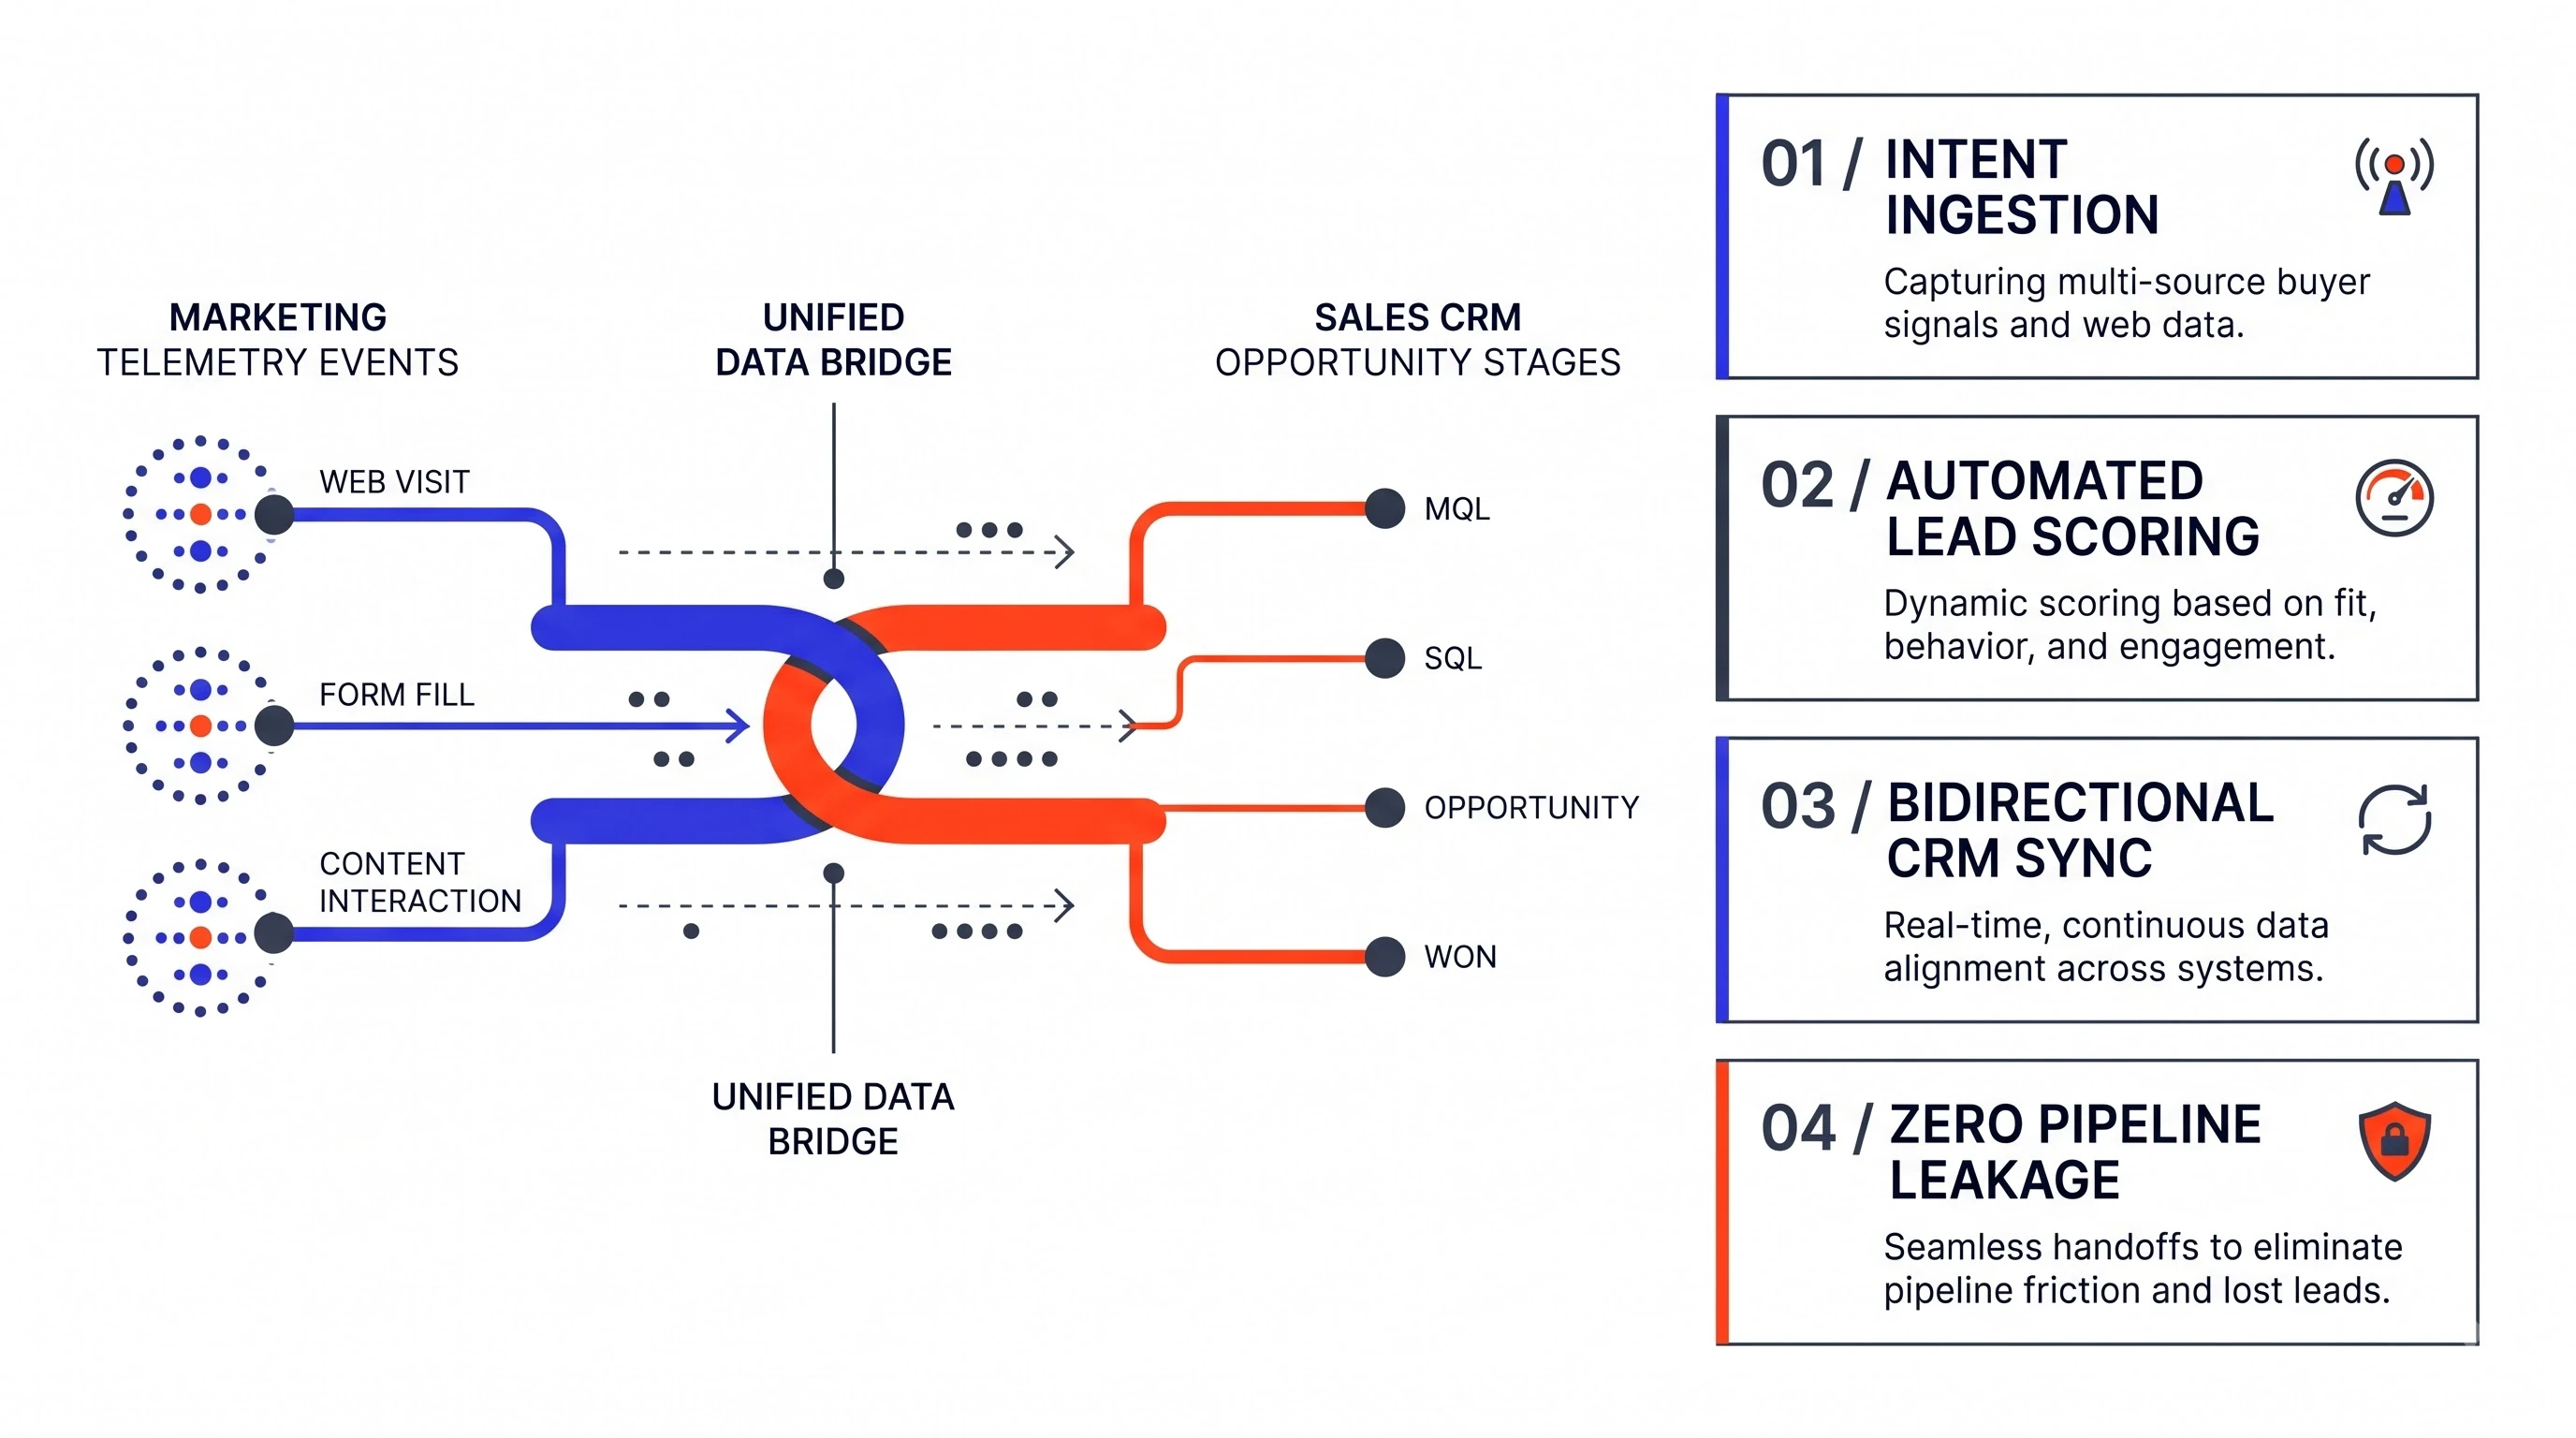 MARKETING
TELEMETRY EVENTS
UNIFIED
DATA BRIDGE
SALES CRM
OPPORTUNITY STAGES
WEB VISIT
FORM FILL
CONTENT
INTERACTION
MQL
SQL
OPPORTUNITY
WON
UNIFIED DATA
BRIDGE
01 / INTENT
INGESTION
Capturing multi-source buyer
signals and web data.
02 / AUTOMATED
LEAD SCORING
Dynamic scoring based on fit,
behavior, and engagement.
03 / BIDIRECTIONAL
CRM SYNC
Real-time, continuous data
alignment across systems.
04 / ZERO PIPELINE
LEAKAGE
Seamless handoffs to eliminate
pipeline friction and lost leads.